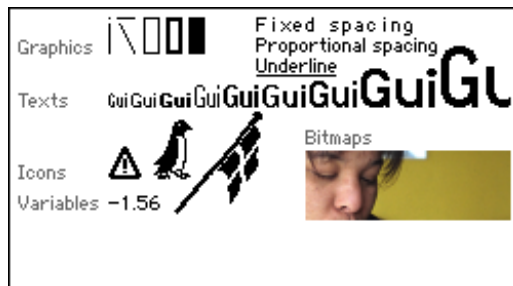 Graphics
Fixed spacing
Proportional spacing
Underline
Texts GuiGuiGuiGuiGuiGuiGuiGuiGu
Bitmaps
Icons
Variables -1.56